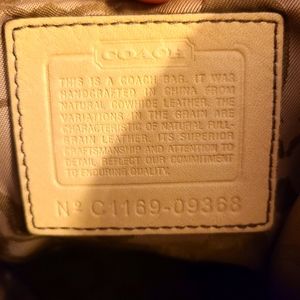 COACH
THIS IS A COACH BAG. IT WAS
HANDCRAFTED IN CHINA FROM
NATURAL COWHIDE LEATHER. THE
VARIATIONS IN THE GRAIN ARE
CHARACTERISTIC OF NATURAL FULL-
GRAIN LEATHER. ITS SUPERIOR
CRAFTSMANSHIP AND ATTENTION TO
DETAIL REFLECT OUR COMMITMENT
TO ENDURING QUALITY.
Nº C1169-09368